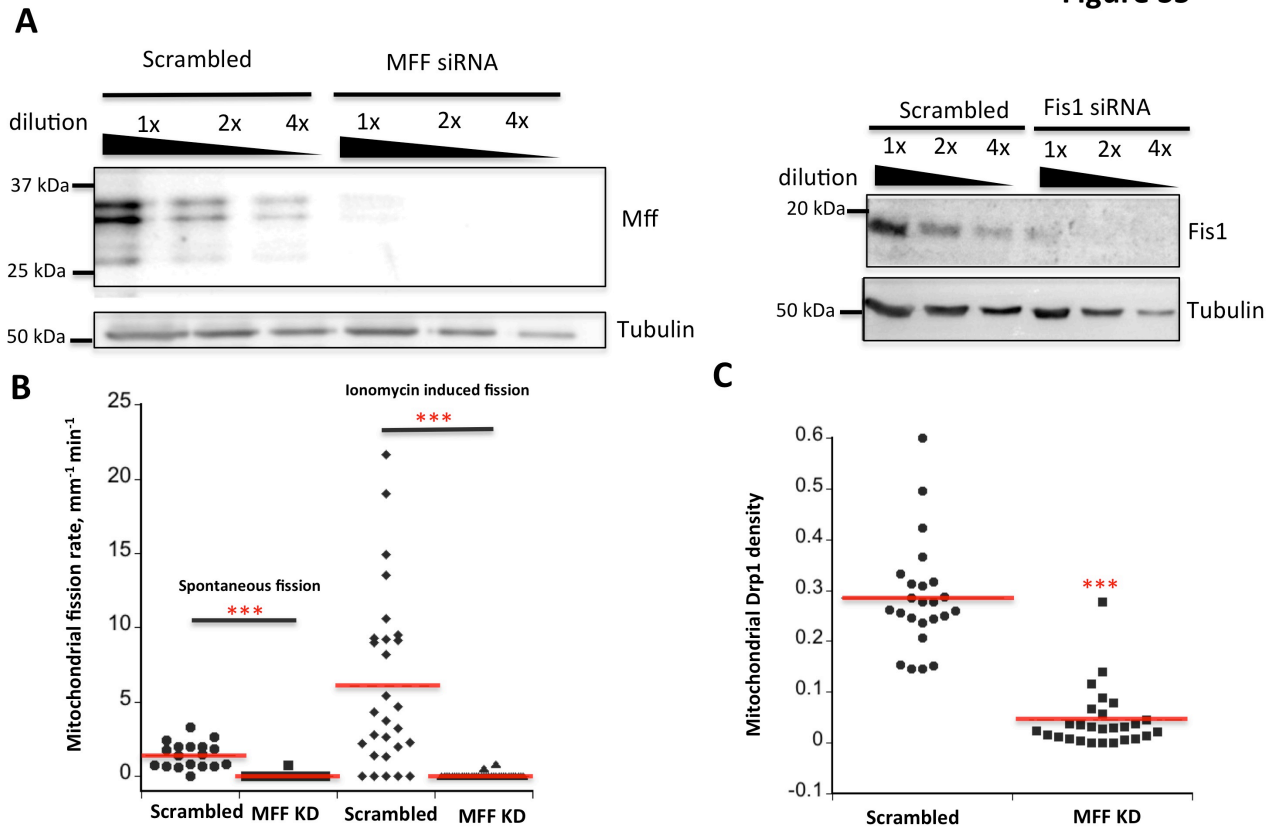 A
Scrambled
MFF siRNA
dilution 1x 2x 4x 1x 2x 4x
37 kDa
Mff
25 kDa
50 kDa
Tubulin
Scrambled
Fis1 siRNA
1x 2x 4x 1x 2x 4x
dilution
20 kDa
Fis1
50 kDa
Tubulin
B
Mitochondrial fission rate, mm-1 min-1
25
20
15
10
5
0
Ionomycin induced fission
***
Spontaneous fission
***
Scrambled MFF KD Scrambled MFF KD
C
Mitochondrial Drp1 density
0.6
0.5
0.4
0.3
0.2
0.1
0
-0.1
***
Scrambled MFF KD